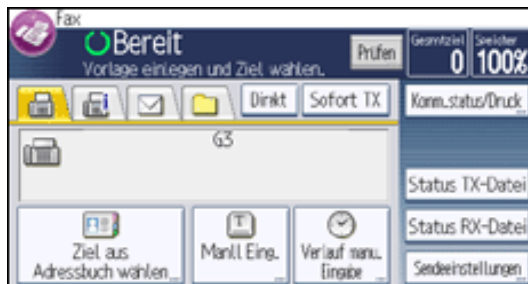 Fax
Bereit
Vorlage einlegen und Ziel wählen.
Prüfen
Gesamtziel
0
Speicher
100%
Direkt
Sofort TX
Komm.status/Druck
G3
Status TX-Datei
Status RX-Datei
Ziel aus
Adressbuch wählen
Manll Eing.
Verlauf manu.
Eingabe
Sendeeinstellungen